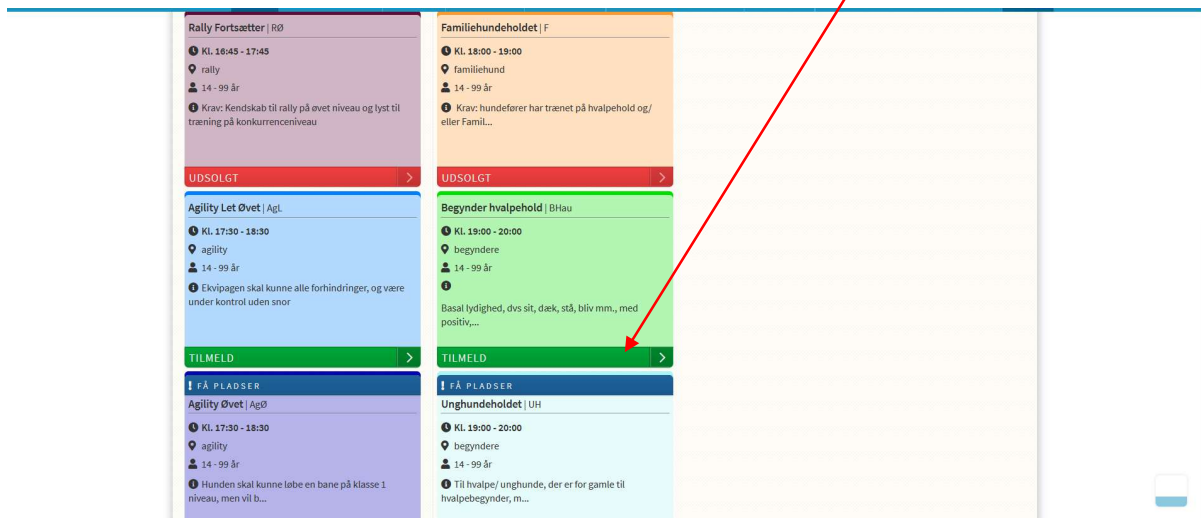 Rally Fortsætter | RØ
Kl. 16:45 - 17:45
rally
14 - 99 år
Krav: Kendskab til rally på øvet niveau og lyst til
træning på konkurrenceniveau
UDSOLGT
Familiehundeholdet | F
Kl. 18:00 - 19:00
familiehund
14 - 99 år
Krav: hundefører har trænet på hvalpehold og/
eller Famil...
UDSOLGT
Agility Let Øvet | AgL
Kl. 17:30 - 18:30
agility
14 - 99 år
Ekvipagen skal kunne alle forhindringer, og være
under kontrol uden snor
TILMELD
Begynder hvalpehold | BHau
Kl. 19:00 - 20:00
begyndere
14 - 99 år
Basal lydighed, dvs sit, dæk, stå, bliv mm., med
positiv,...
TILMELD
! FÅ PLADSER
Agility Øvet | AgØ
Kl. 17:30 - 18:30
agility
14 - 99 år
Hunden skal kunne løbe en bane på klasse 1
niveau, men vil b...
! FÅ PLADSER
Unghundeholdet | UH
Kl. 19:00 - 20:00
begyndere
14 - 99 år
Til hvalpe/ unghunde, der er for gamle til
hvalpebegynder, m...